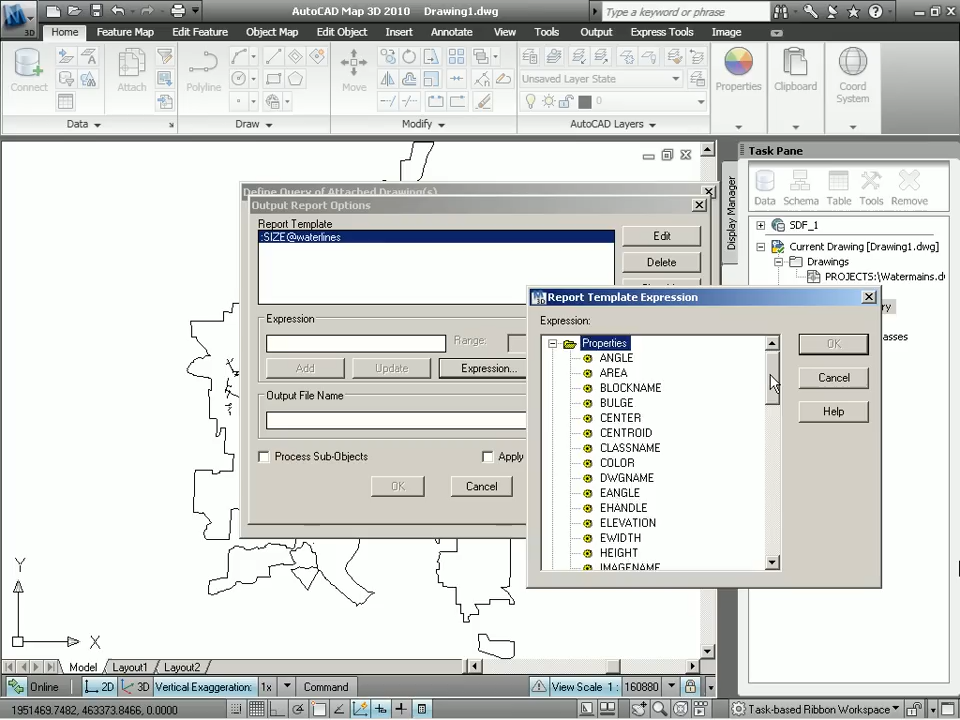 AutoCAD Map 3D 2010 Drawing1.dwg
Type a keyword or phrase
3D
Home Feature Map Edit Feature Object Map Edit Object Insert Annotate View Tools Output Express Tools Image
Connect
Attach
Polyline
Move
Unsaved Layer State
0
Properties
Clipboard
Coord
System
Data
Draw
Modify
AutoCAD Layers
Task Pane
Display Manager
Data Schema Table Tools Remove
SDF_1
Current Drawing [Drawing1.dwg]
Drawings
PROJECTS:\Watermains.d
Define Query of Attached Drawing(s)
Output Report Options
Report Template
:SIZE@waterlines
Edit
Delete
Expression
Range:
Add
Update
Expression...
Output File Name
Process Sub-Objects
Apply
OK
Cancel
Report Template Expression
Expression:
Properties
ANGLE
AREA
BLOCKNAME
BULGE
CENTER
CENTROID
CLASSNAME
COLOR
DWGNAME
EANGLE
EHANDLE
ELEVATION
EWIDTH
HEIGHT
IMAGENAME
OK
Cancel
Help
Y
X
Model Layout1 Layout2
Online 2D 3D Vertical Exaggeration: 1x Command View Scale 1 : 160880
1951469.7482, 463373.8466, 0.0000
Task-based Ribbon Workspace